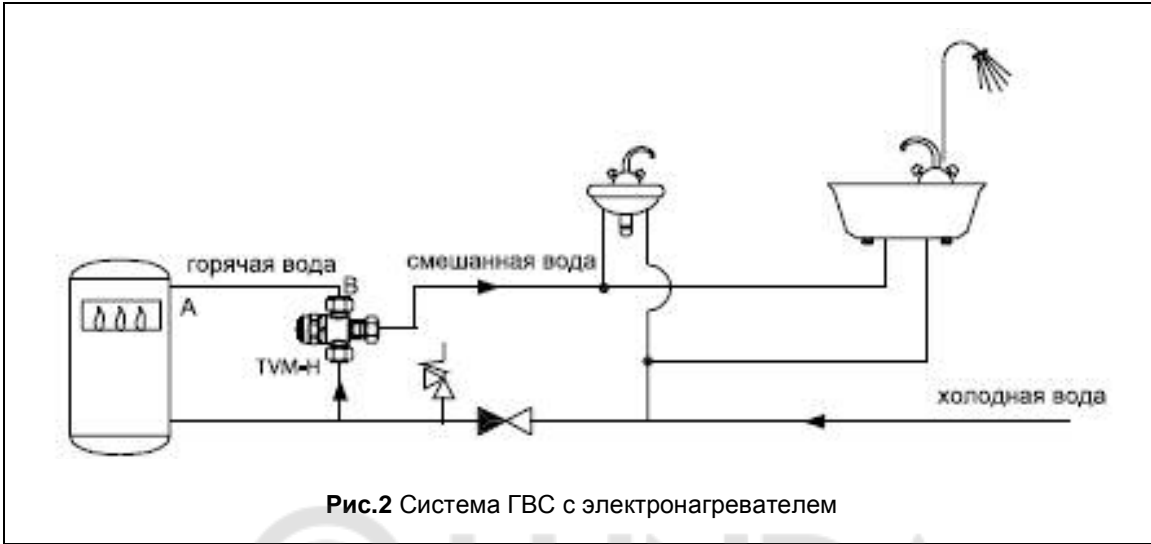 горячая вода
B
смешанная вода
A
TVM-H
холодная вода
Рис.2 Система ГВС с электронагревателем